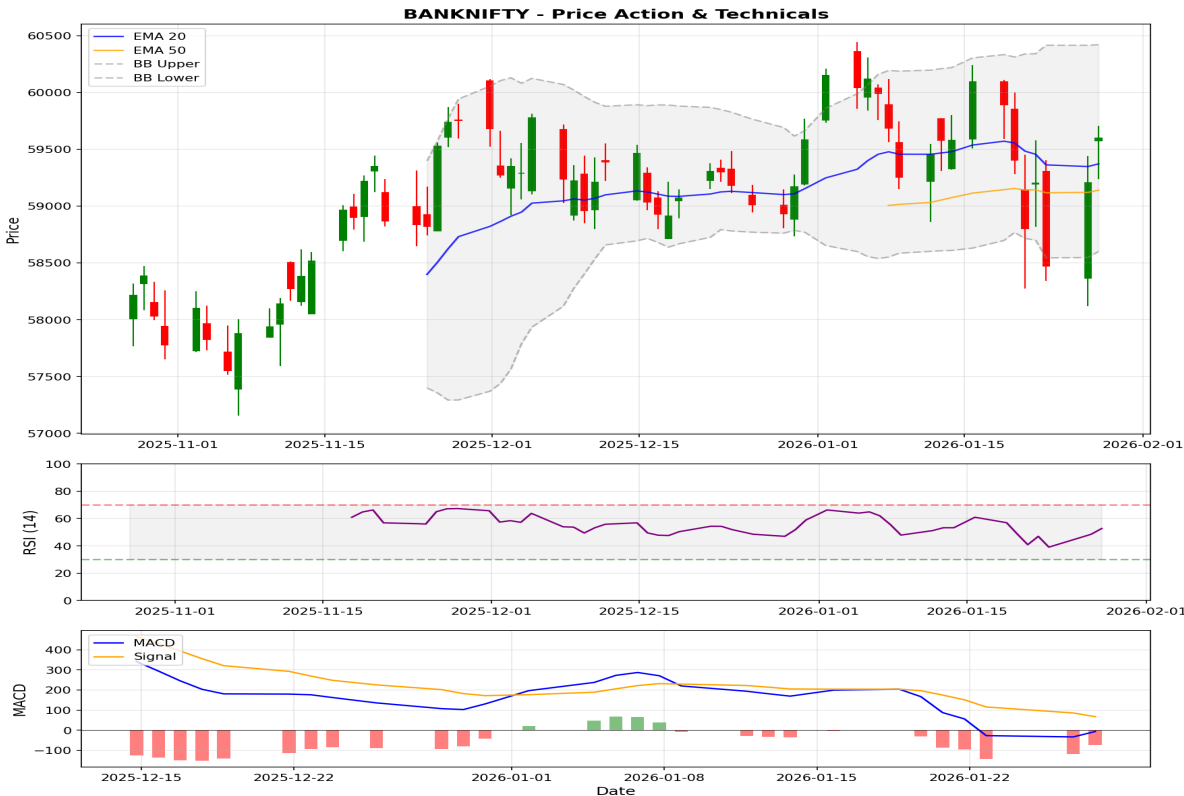 BANKNIFTY - Price Action & Technicals
EMA 20
EMA 50
BB Upper
BB Lower
60500
60000
59500
59000
58500
58000
57500
57000
Price
2025-11-01 2025-11-15 2025-12-01 2025-12-15 2026-01-01 2026-01-15 2026-02-01
100
80
60
40
20
0
RSI (14)
2025-11-01 2025-11-15 2025-12-01 2025-12-15 2026-01-01 2026-01-15 2026-02-01
MACD
Signal
400
300
200
100
0
−100
MACD
2025-12-15 2025-12-22 2026-01-01 2026-01-08 2026-01-15 2026-01-22
Date